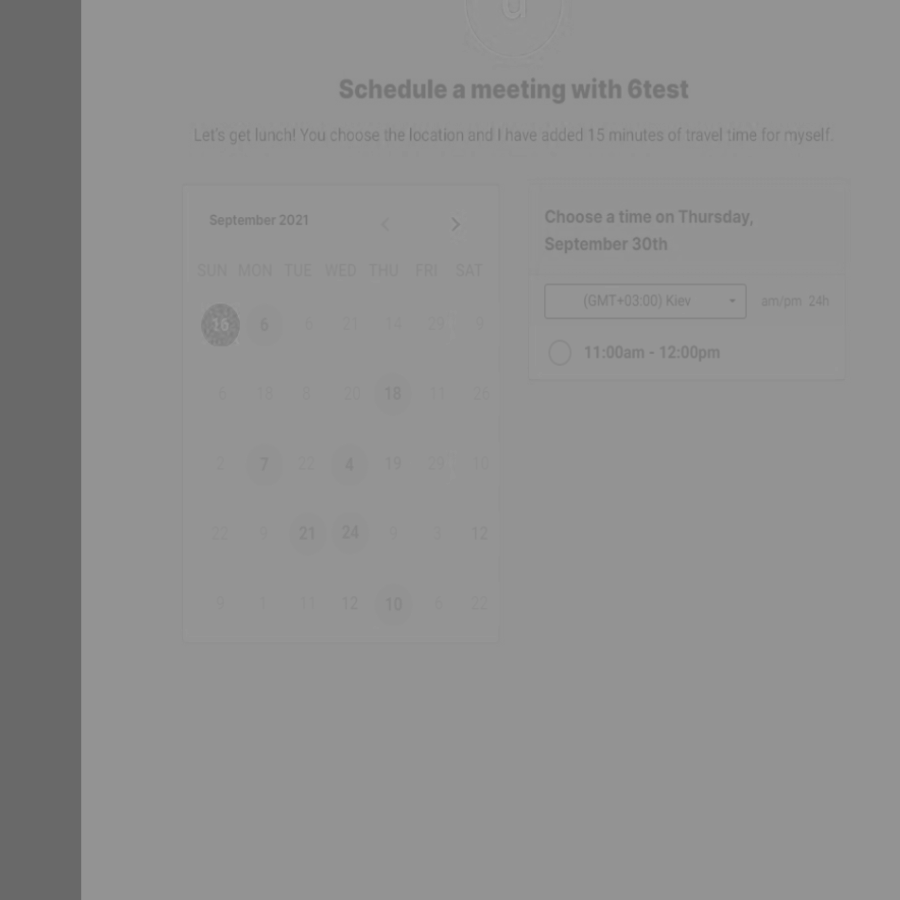 Schedule a meeting with 6test
Let's get lunch! You choose the location and I have added 15 minutes of travel time for myself.
September 2021
SUN MON TUE WED THU FRI SAT
16 6 6 21 14 29 8
6 18 8 20 18 11 26
2 7 22 4 19 29 10
22 9 21 24 9 2 12
9 1 11 12 10 6 22
Choose a time on Thursday,
September 30th
(GMT+03:00) Kiev
am/pm 24h
11:00am - 12:00pm